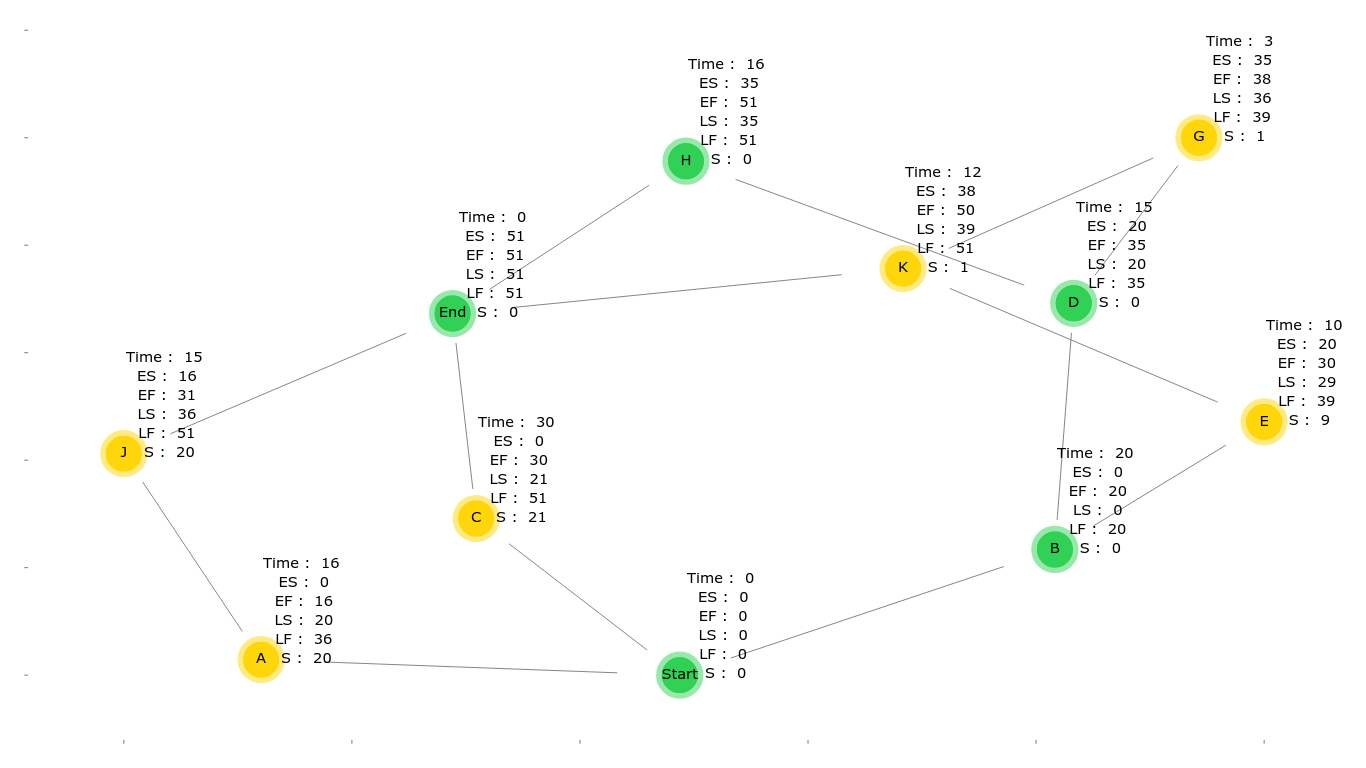 Time : 3
ES : 35
EF : 38
LS : 36
LF : 39
G S : 1
Time : 16
ES : 35
EF : 51
LS : 35
LF : 51
H S : 0
Time : 12
ES : 38
EF : 50
LS : 39
LF : 51
K S : 1
Time : 15
ES : 20
EF : 35
LS : 20
LF : 35
D S : 0
Time : 0
ES : 51
EF : 51
LS : 51
LF : 51
End S : 0
Time : 10
ES : 20
EF : 30
LS : 29
LF : 39
E S : 9
Time : 15
ES : 16
EF : 31
LS : 36
LF : 51
J S : 20
Time : 30
ES : 0
EF : 30
LS : 21
LF : 51
C S : 21
Time : 20
ES : 0
EF : 20
LS : 0
LF : 20
B S : 0
Time : 16
ES : 0
EF : 16
LS : 20
LF : 36
A S : 20
Time : 0
ES : 0
EF : 0
LS : 0
LF : 0
Start S : 0